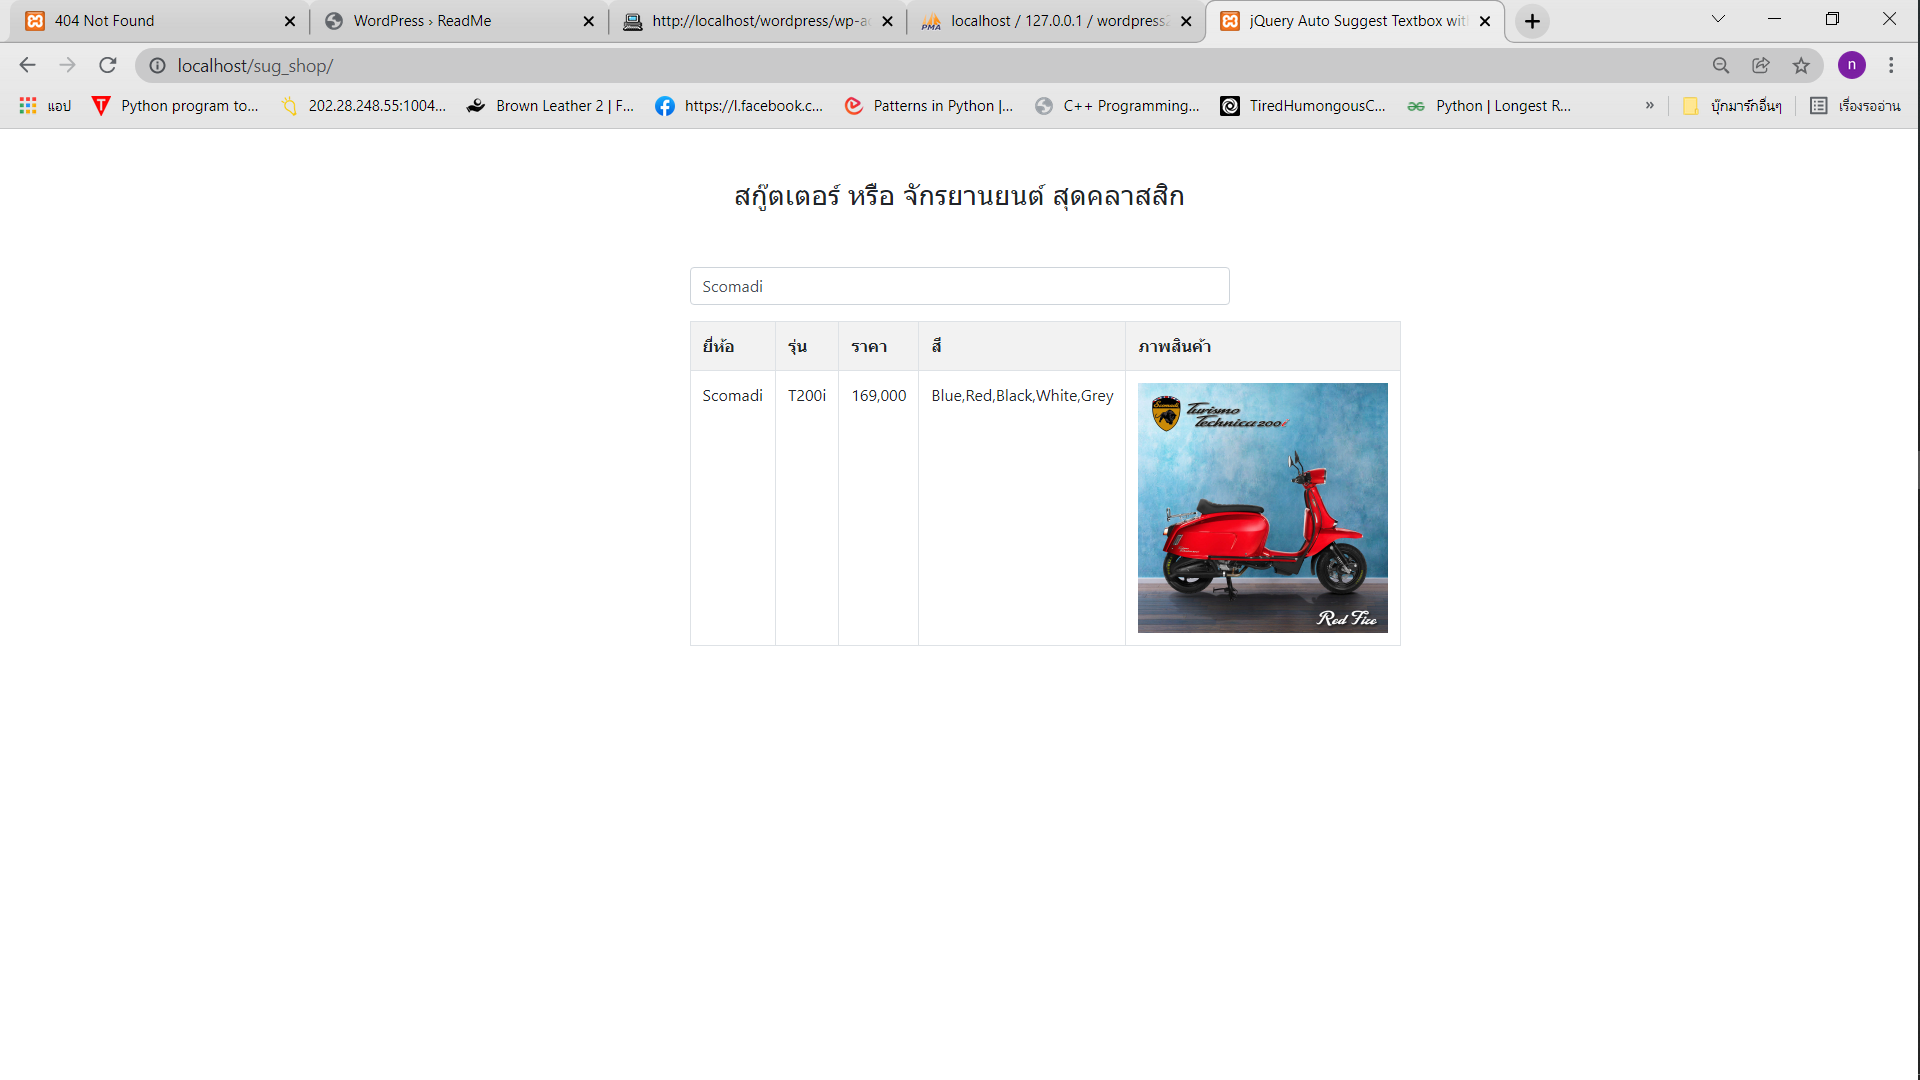 404 Not Found
WordPress › ReadMe
http://localhost/wordpress/wp-ac
localhost / 127.0.0.1 / wordpress2
jQuery Auto Suggest Textbox wit
localhost/sug_shop/
n
แอป
Python program to...
202.28.248.55:1004...
Brown Leather 2 | F...
https://l.facebook.c...
Patterns in Python |...
C++ Programming...
TiredHumongousC...
Python | Longest R...
»
บุ๊กมาร์กอื่นๆ
เรื่องรออ่าน
สกู๊ตเตอร์ หรือ จักรยานยนต์ สุดคลาสสิก
Scomadi
ยี่ห้อ รุ่น ราคา สี ภาพสินค้า
Scomadi T200i 169,000 Blue,Red,Black,White,Grey
Scomadi
Turismo
Technica 200i
Red Fire